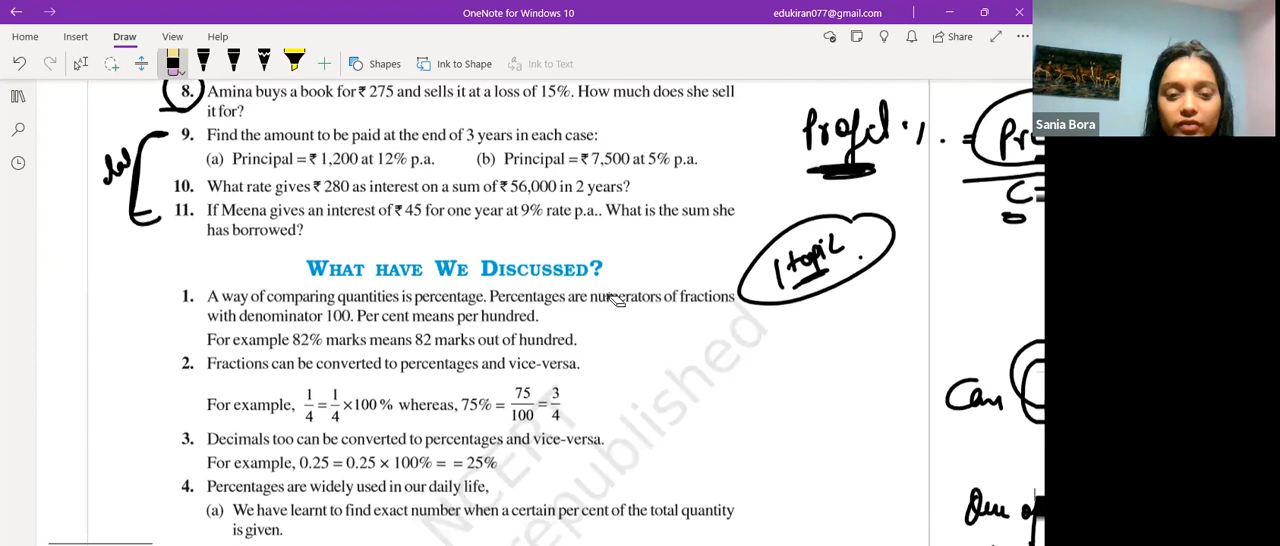 OneNote for Windows 10
edukiran077@gmail.com
Home Insert Draw View Help
Share
Shapes Ink to Shape Ink to Text
Sania Bora
8. Amina buys a book for ₹ 275 and sells it at a loss of 15%. How much does she sell
it for?
9. Find the amount to be paid at the end of 3 years in each case:
(a) Principal = ₹ 1,200 at 12% p.a. (b) Principal = ₹ 7,500 at 5% p.a.
10. What rate gives ₹ 280 as interest on a sum of ₹ 56,000 in 2 years?
11. If Meena gives an interest of ₹ 45 for one year at 9% rate p.a.. What is the sum she
has borrowed?
1 topic
WHAT HAVE WE DISCUSSED?
1. A way of comparing quantities is percentage. Percentages are numerators of fractions
with denominator 100. Per cent means per hundred.
For example 82% marks means 82 marks out of hundred.
2. Fractions can be converted to percentages and vice-versa.
For example, 1/4 = 1/4 ×100 % whereas, 75% = 75/100 = 3/4
3. Decimals too can be converted to percentages and vice-versa.
For example, 0.25 = 0.25 × 100% = = 25%
4. Percentages are widely used in our daily life,
(a) We have learnt to find exact number when a certain per cent of the total quantity
is given.
NCERT
republished